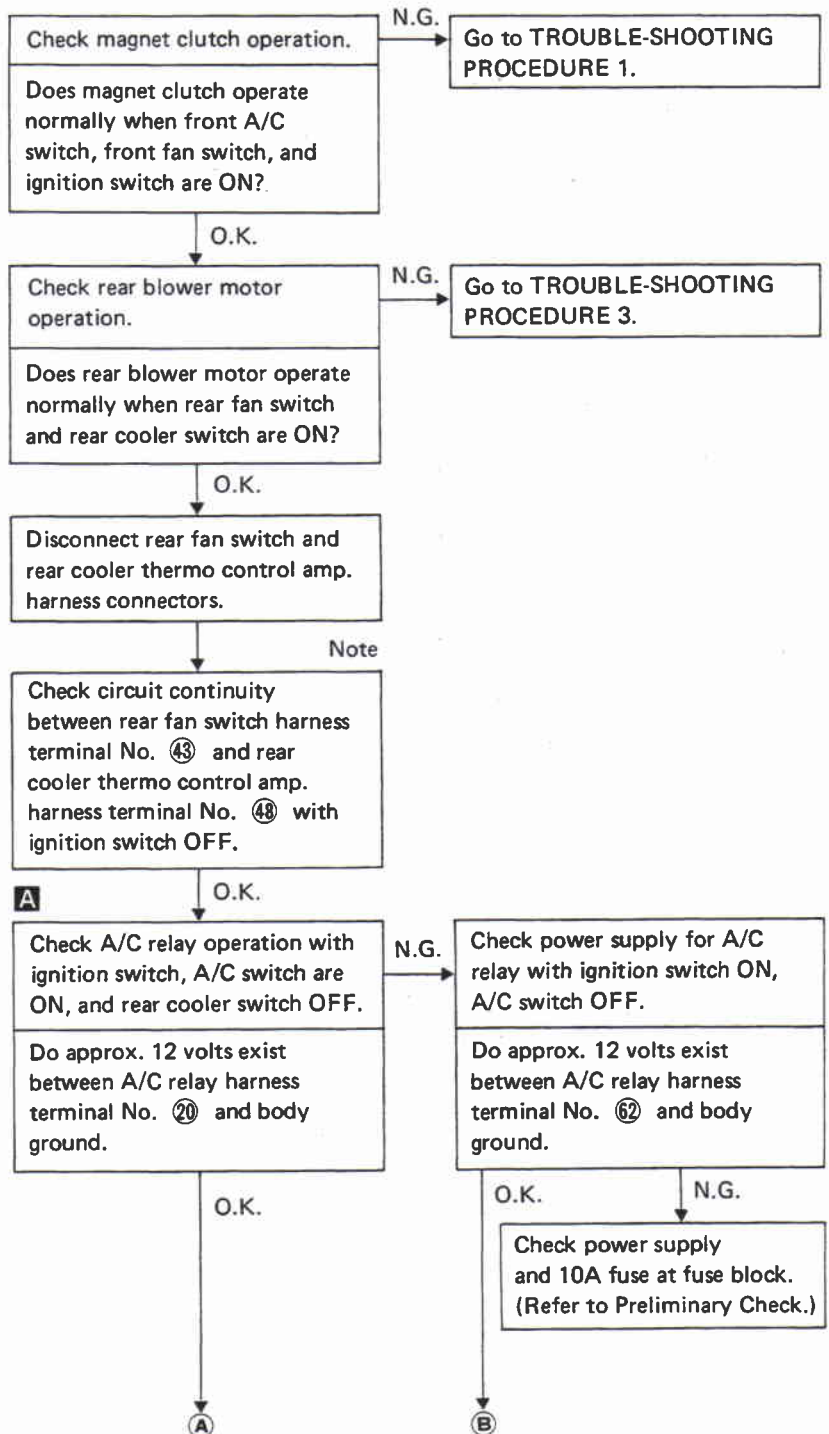 Check magnet clutch operation.
N.G.
Go to TROUBLE-SHOOTING
PROCEDURE 1.
Does magnet clutch operate
normally when front A/C
switch, front fan switch, and
ignition switch are ON?
O.K.
Check rear blower motor
operation.
N.G.
Go to TROUBLE-SHOOTING
PROCEDURE 3.
Does rear blower motor operate
normally when rear fan switch
and rear cooler switch are ON?
O.K.
Disconnect rear fan switch and
rear cooler thermo control amp.
harness connectors.
Note
Check circuit continuity
between rear fan switch harness
terminal No. ㊸ and rear
cooler thermo control amp.
harness terminal No. ㊽ with
ignition switch OFF.
O.K.
A
Check A/C relay operation with
ignition switch, A/C switch are
ON, and rear cooler switch OFF.
N.G.
Check power supply for A/C
relay with ignition switch ON,
A/C switch OFF.
Do approx. 12 volts exist
between A/C relay harness
terminal No. ⑳ and body
ground.
Do approx. 12 volts exist
between A/C relay harness
terminal No. 62 and body
ground.
O.K.
O.K.
N.G.
Check power supply
and 10A fuse at fuse block.
(Refer to Preliminary Check.)
Ⓐ
Ⓑ